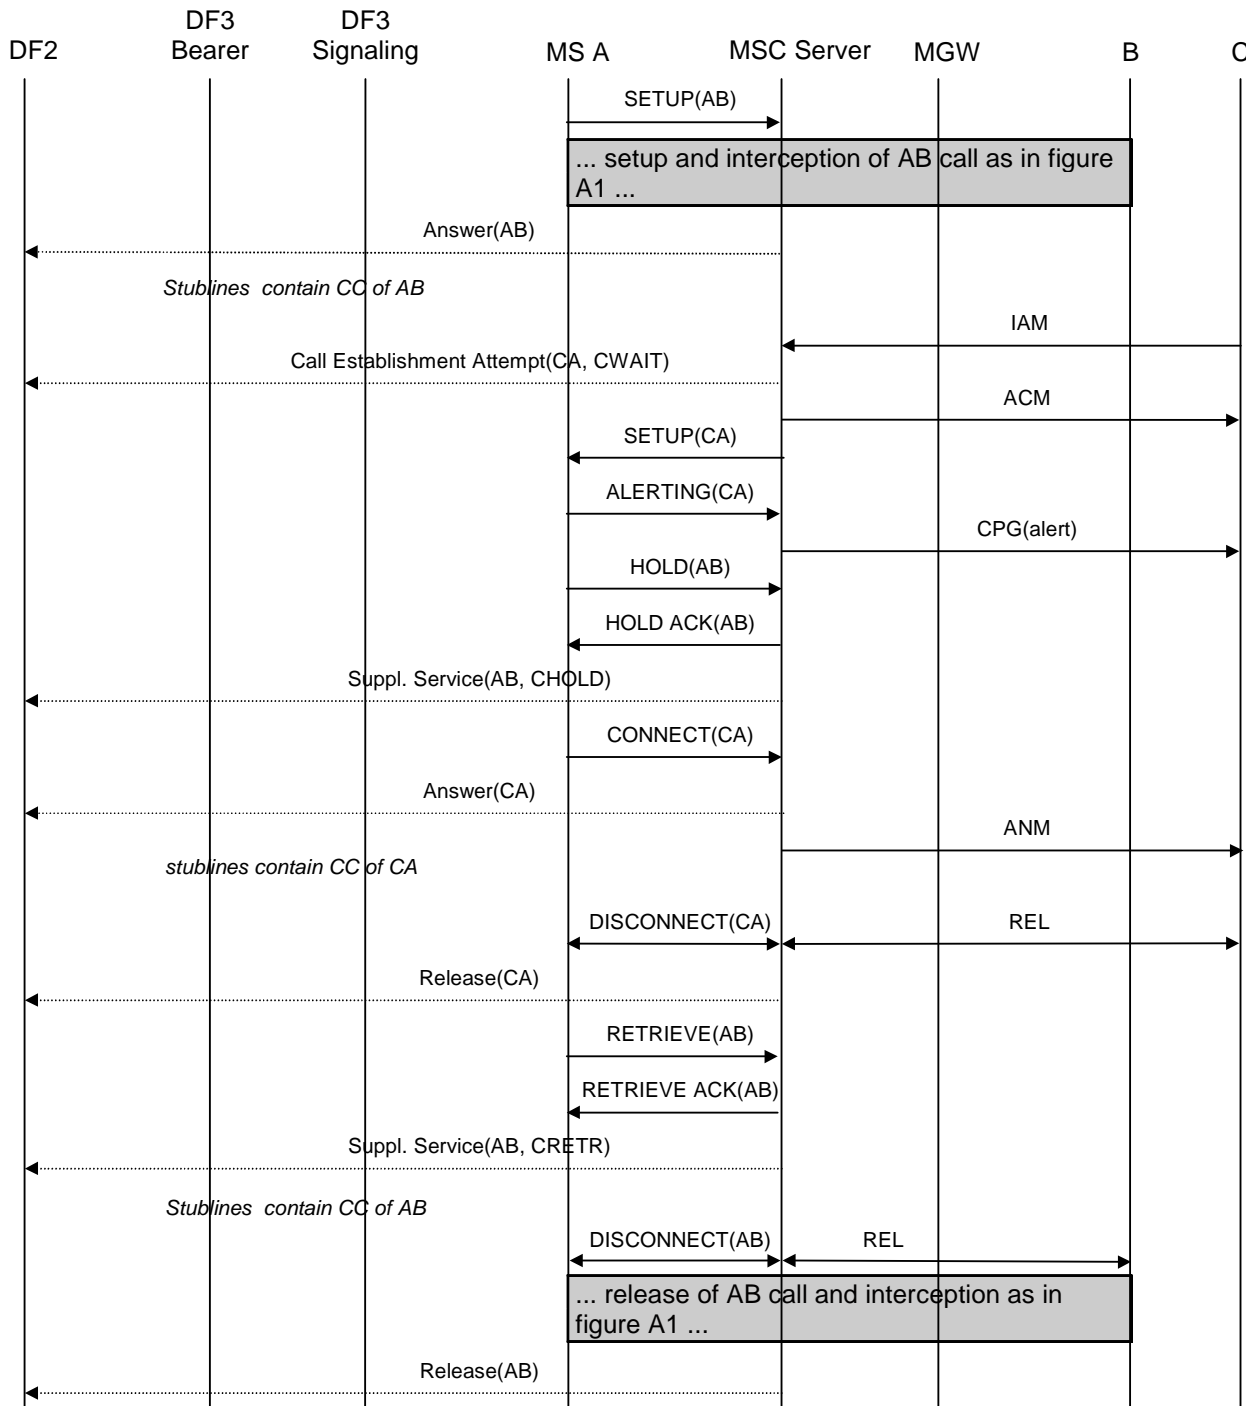 DF2
DF3
Bearer
DF3
Signaling
MS A
MSC Server
MGW
B
C
SETUP(AB)
... setup and interception of AB call as in figure
A1 ...
Answer(AB)
Stublines contain CC of AB
IAM
Call Establishment Attempt(CA, CWAIT)
ACM
SETUP(CA)
ALERTING(CA)
CPG(alert)
HOLD(AB)
HOLD ACK(AB)
Suppl. Service(AB, CHOLD)
CONNECT(CA)
Answer(CA)
ANM
stublines contain CC of CA
DISCONNECT(CA)
REL
Release(CA)
RETRIEVE(AB)
RETRIEVE ACK(AB)
Suppl. Service(AB, CRETR)
Stublines contain CC of AB
DISCONNECT(AB)
REL
... release of AB call and interception as in
figure A1 ...
Release(AB)